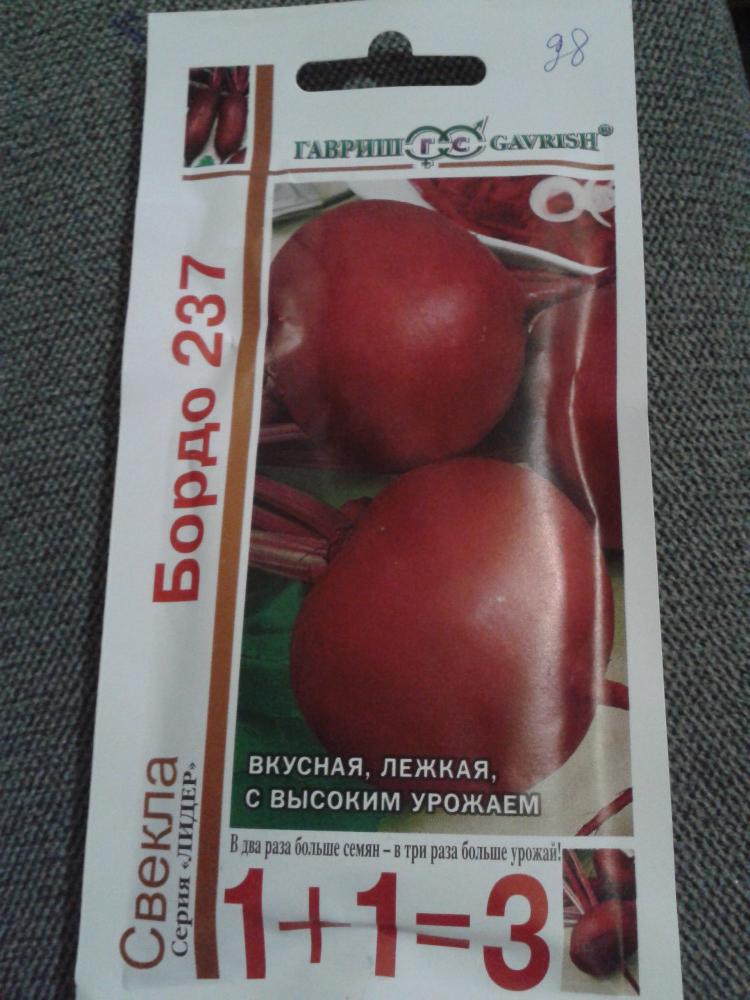 98
ГАВРИШ ГС GAVRISH®
Свекла
Серия «ЛИДЕР»
Бордо 237
ВКУСНАЯ, ЛЕЖКАЯ,
С ВЫСОКИМ УРОЖАЕМ
В два раза больше семян – в три раза больше урожай!
1+1=3